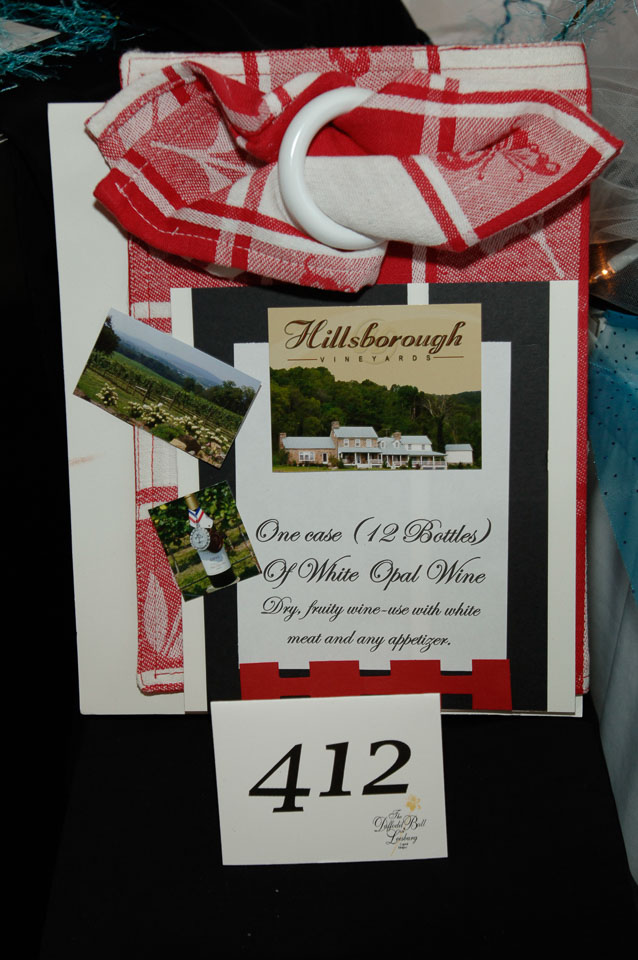 Hillsborough
VINEYARDS
One case (12 Bottles)
Of White Opal Wine
Dry, fruity wine-use with white
meat and any appetizer.
412
The
Daffodil Ball
Leesburg